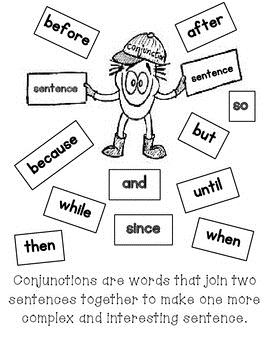 before
after
conjunction
sentence
sentence
so
but
because
and
until
while
since
when
then
Conjunctions are words that join two
sentences together to make one more
complex and interesting sentence.